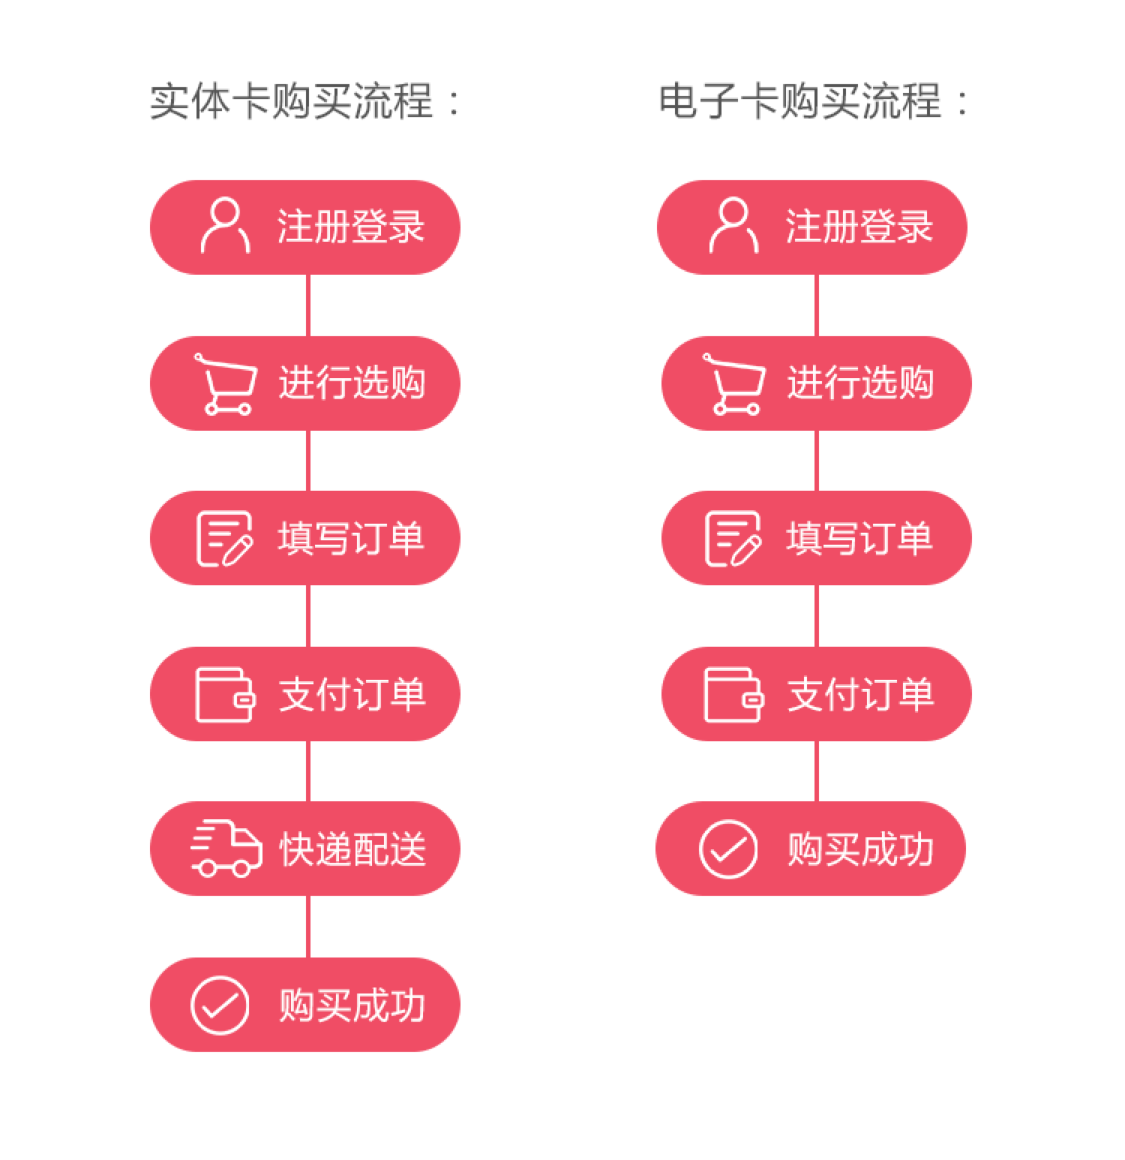 实体卡购买流程：
注册登录
进行选购
填写订单
支付订单
快递配送
购买成功
电子卡购买流程：
注册登录
进行选购
填写订单
支付订单
购买成功